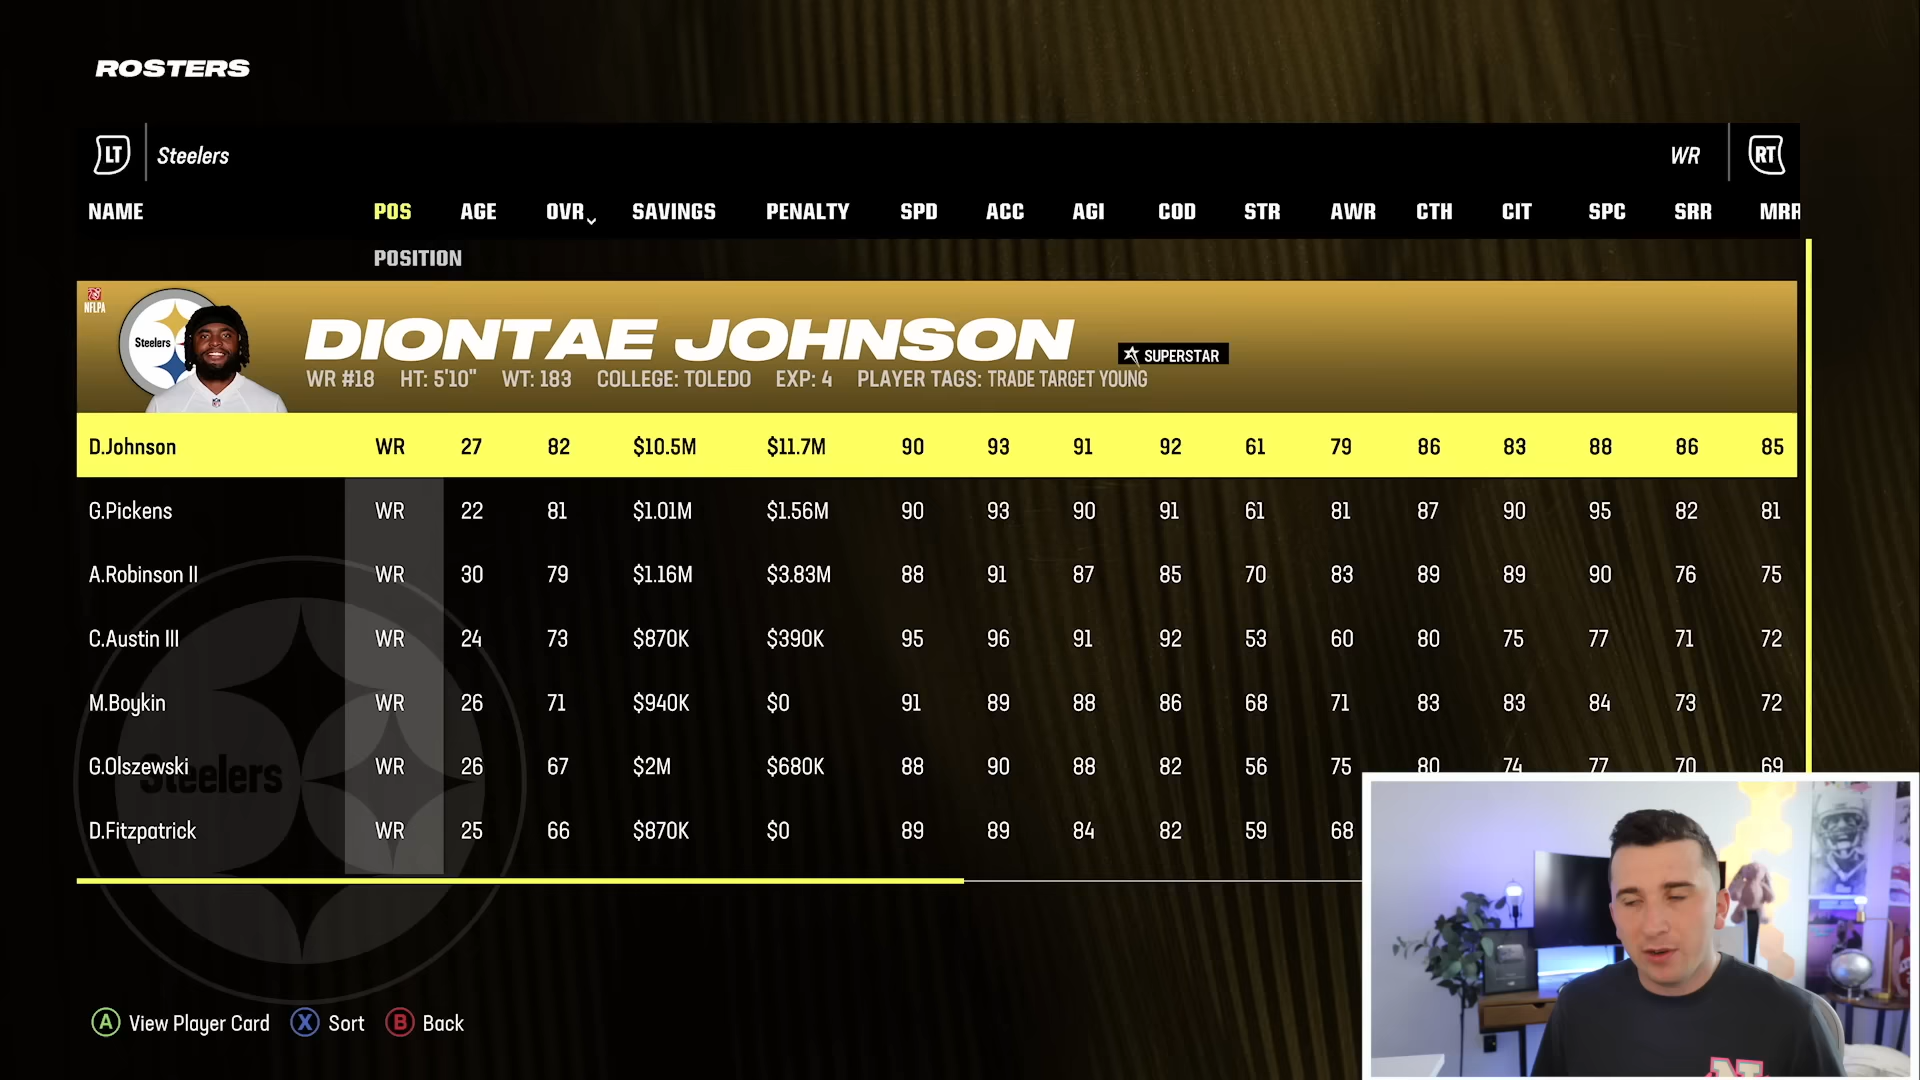 ROSTERS
LT Steelers WR RT
NAME POS AGE OVR SAVINGS PENALTY SPD ACC AGI COD STR AWR CTH CIT SPC SRR MRR
POSITION
NFLPA
Steelers
DIONTAE JOHNSON SUPERSTAR
WR #18 HT: 5'10" WT: 183 COLLEGE: TOLEDO EXP: 4 PLAYER TAGS: TRADE TARGET YOUNG
D.Johnson WR 27 82 $10.5M $11.7M 90 93 91 92 61 79 86 83 88 86 85
G.Pickens WR 22 81 $1.01M $1.56M 90 93 90 91 61 81 87 90 95 82 81
A.Robinson II WR 30 79 $1.16M $3.83M 88 91 87 85 70 83 89 89 90 76 75
C.Austin III WR 24 73 $870K $390K 95 96 91 92 53 60 80 75 77 71 72
M.Boykin WR 26 71 $940K $0 91 89 88 86 68 71 83 83 84 73 72
G.Olszewski WR 26 67 $2M $680K 88 90 88 82 56 75 80 74 77 70 69
Steelers
D.Fitzpatrick WR 25 66 $870K $0 89 89 84 82 59 68
A View Player Card X Sort B Back
N